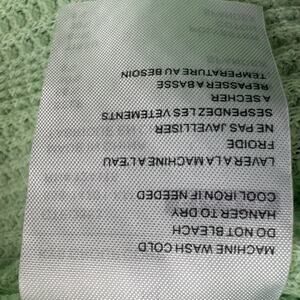 MACHINE WASH COLD
DO NOT BLEACH
HANGER TO DRY
COOL IRON IF NEEDED
LAVER A LA MACHINE A L'EAU
FROIDE
NE PAS JAVELLISER
SESPENDEZ LES VETEMENTS
A SECHER
REPASSER A BASSE
TEMPERATURE AU BESOIN